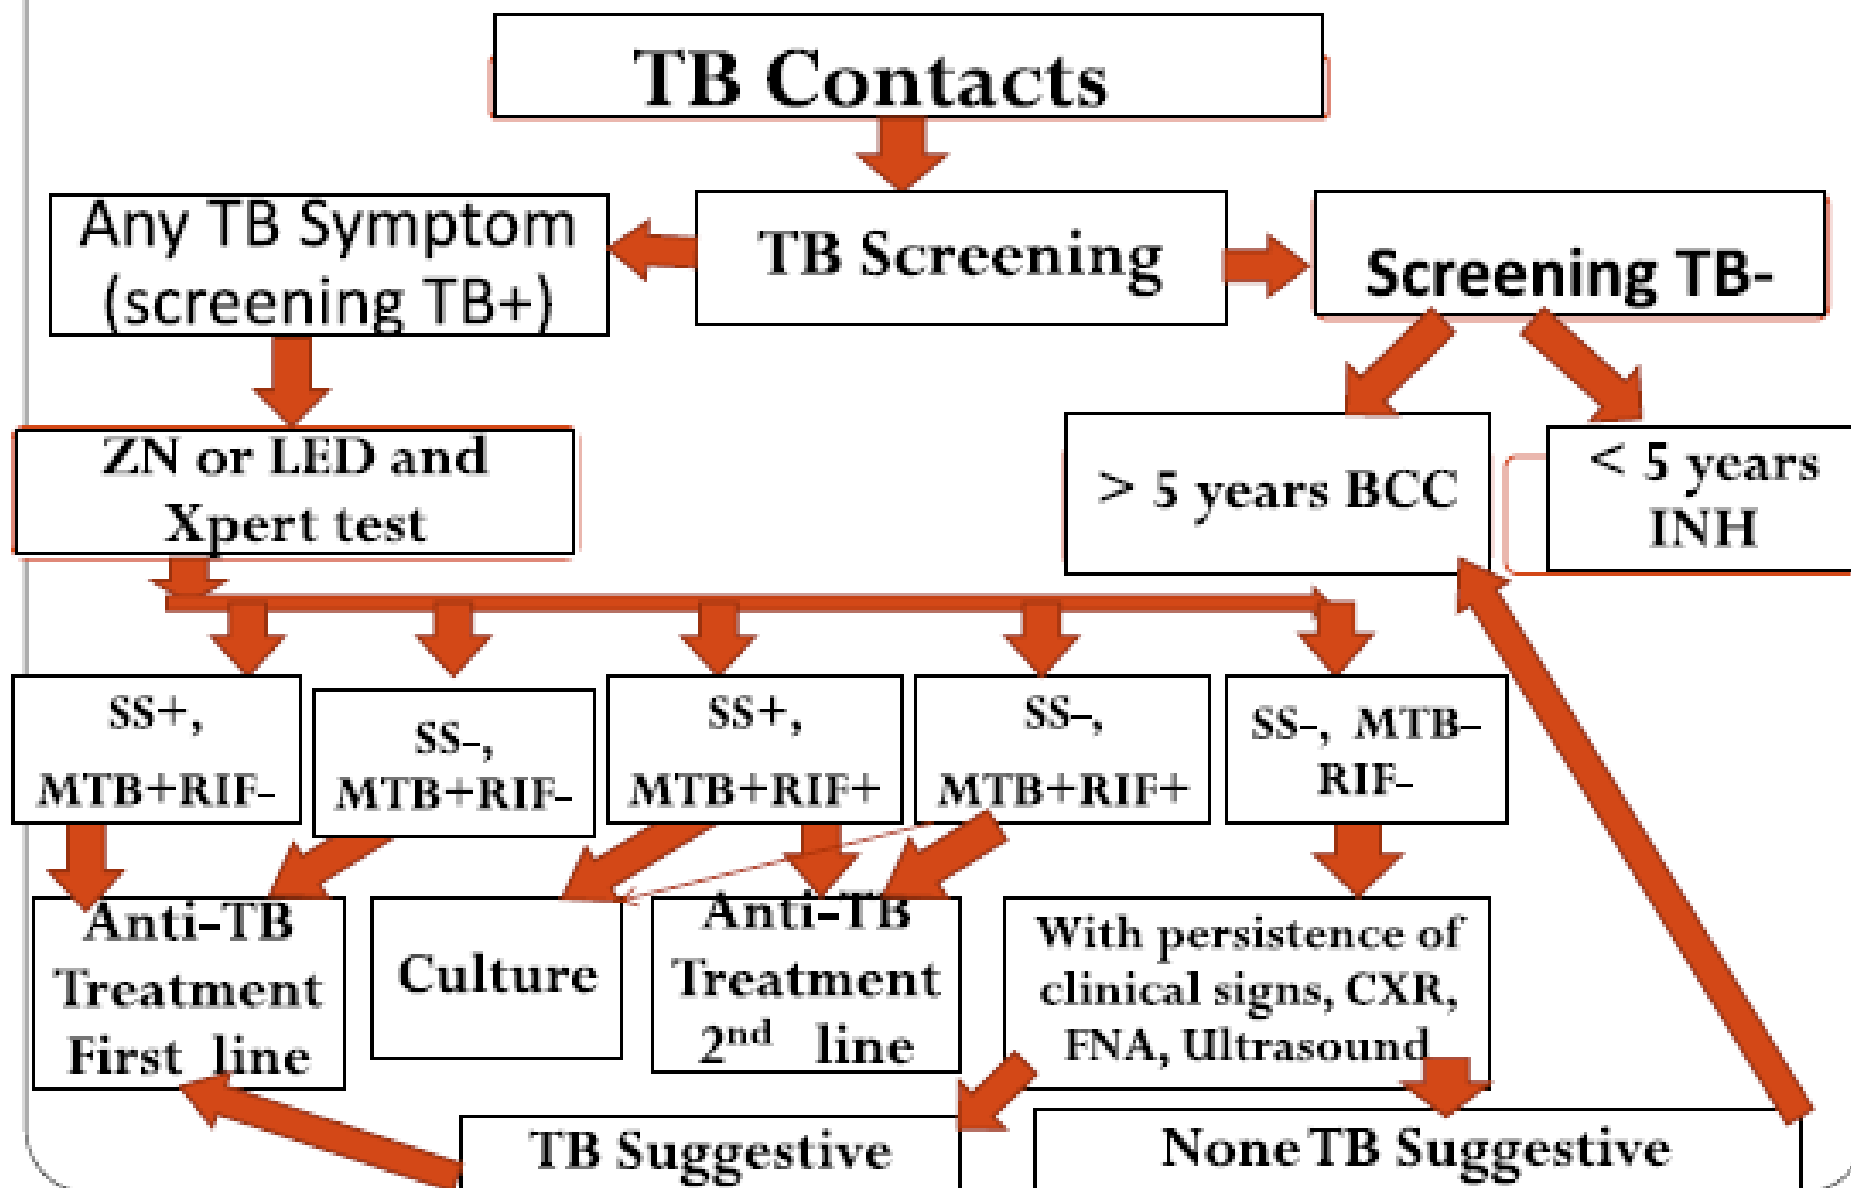 TB Contacts
Any TB Symptom
(screening TB+)
TB Screening
Screening TB-
ZN or LED and
Xpert test
> 5 years BCC
< 5 years
INH
SS+,
MTB+RIF-
SS-,
MTB+RIF-
SS+,
MTB+RIF+
SS-,
MTB+RIF+
SS-, MTB-
RIF-
Anti-TB
Treatment
First line
Culture
Anti-TB
Treatment
2nd line
With persistence of
clinical signs, CXR,
FNA, Ultrasound
TB Suggestive
None TB Suggestive